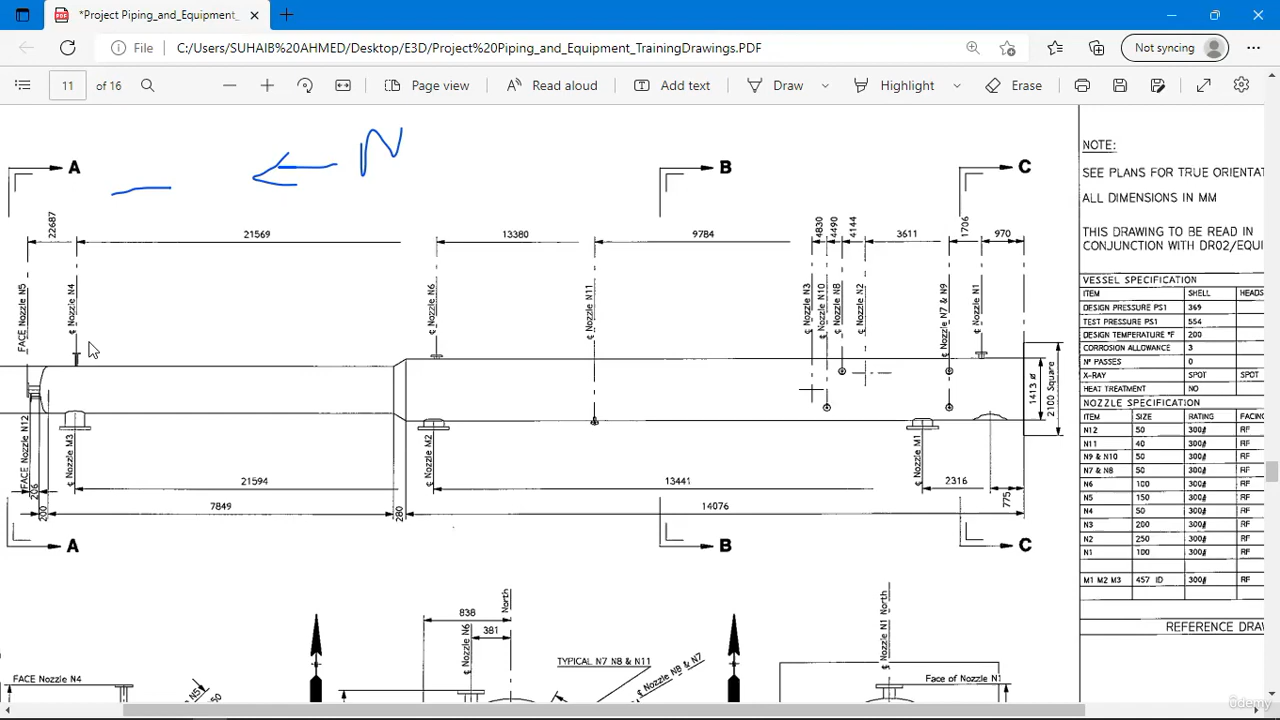 *Project Piping_and_Equipment_
File
C:/Users/SUHAIB%20AHMED/Desktop/E3D/Project%20Piping_and_Equipment_TrainingDrawings.PDF
Not syncing
11 of 16
Page view
Read aloud
Add text
Draw
Highlight
Erase
N
A
B
C
22687
21569
13380
9784
4830
4490
4144
3611
1706
970
FACE Nozzle N5
℄ Nozzle N4
℄ Nozzle N6
℄ Nozzle N11
℄ Nozzle N3
℄ Nozzle N10
℄ Nozzle N8
℄ Nozzle N2
℄ Nozzle N7 & N9
℄ Nozzle N1
1413 ø
2100 Square
FACE Nozzle N12
℄ Nozzle M3
℄ Nozzle M2
℄ Nozzle M1
206
21594
13441
2316
775
200
7849
280
14076
A
B
C
NOTE:
SEE PLANS FOR TRUE ORIENTA
ALL DIMENSIONS IN MM
THIS DRAWING TO BE READ IN
CONJUNCTION WITH DR02/EQUI
VESSEL SPECIFICATION
ITEM SHELL HEADS
DESIGN PRESSURE PS1 369
TEST PRESSURE PS1 554
DESIGN TEMPERATURE °F 200
CORROSION ALLOWANCE 3
N° PASSES 0
X-RAY SPOT SPOT
HEAT TREATMENT NO
NOZZLE SPECIFICATION
ITEM SIZE RATING FACING
N12 50 300# RF
N11 40 300# RF
N9 & N10 50 300# RF
N7 & N8 50 300# RF
N6 100 300# RF
N5 150 300# RF
N4 50 300# RF
N3 200 300# RF
N2 250 300# RF
N1 100 300# RF
M1 M2 M3 457 ID 300# RF
REFERENCE DRA
838
381
North
℄ Nozzle N6
FACE Nozzle N4
TYPICAL N7 N8 & N11
℄ Nozzle N8 & N7
℄ Nozzle N1 North
Face of Nozzle N1
ûdemy